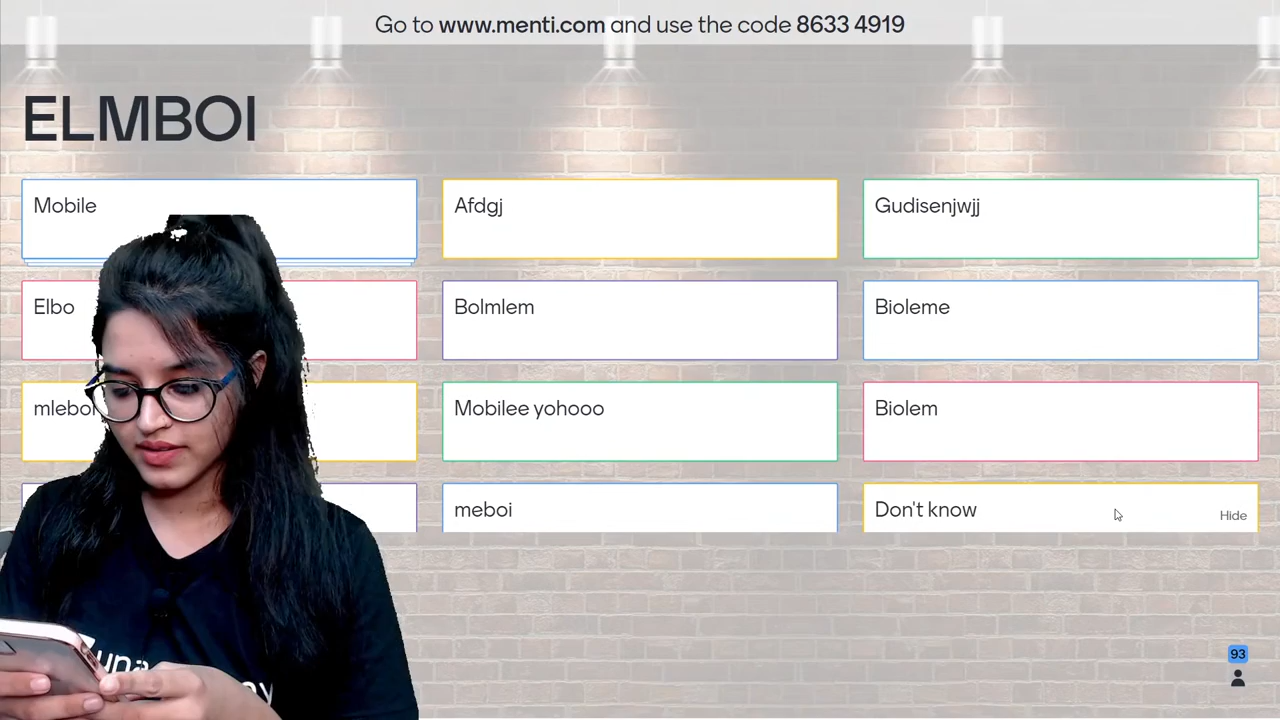 Go to www.menti.com and use the code 8633 4919
ELMBOI
Mobile
Afdgj
Gudisenjwjj
Elbo
Bolmlem
Bioleme
Mobilee yohooo
Biolem
meboi
Don't know
Hide
93